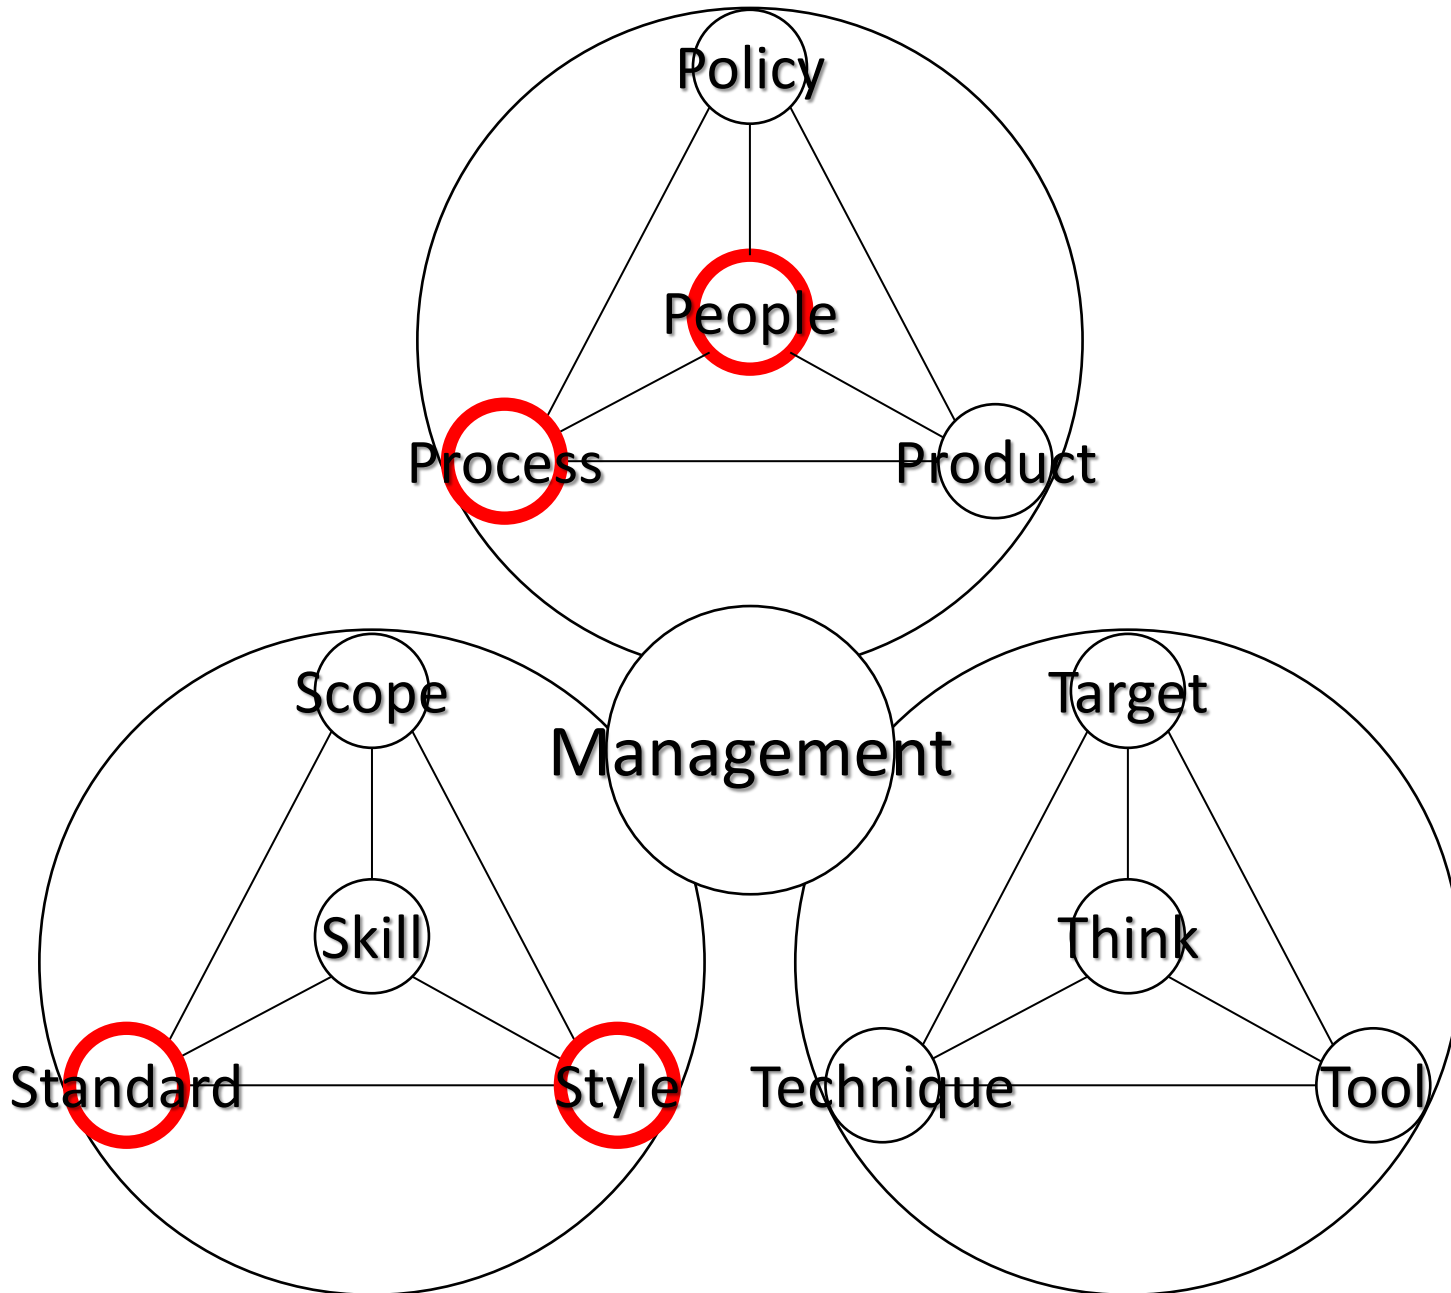 Policy
People
Process
Product
Management
Scope
Skill
Standard
Style
Target
Think
Technique
Tool